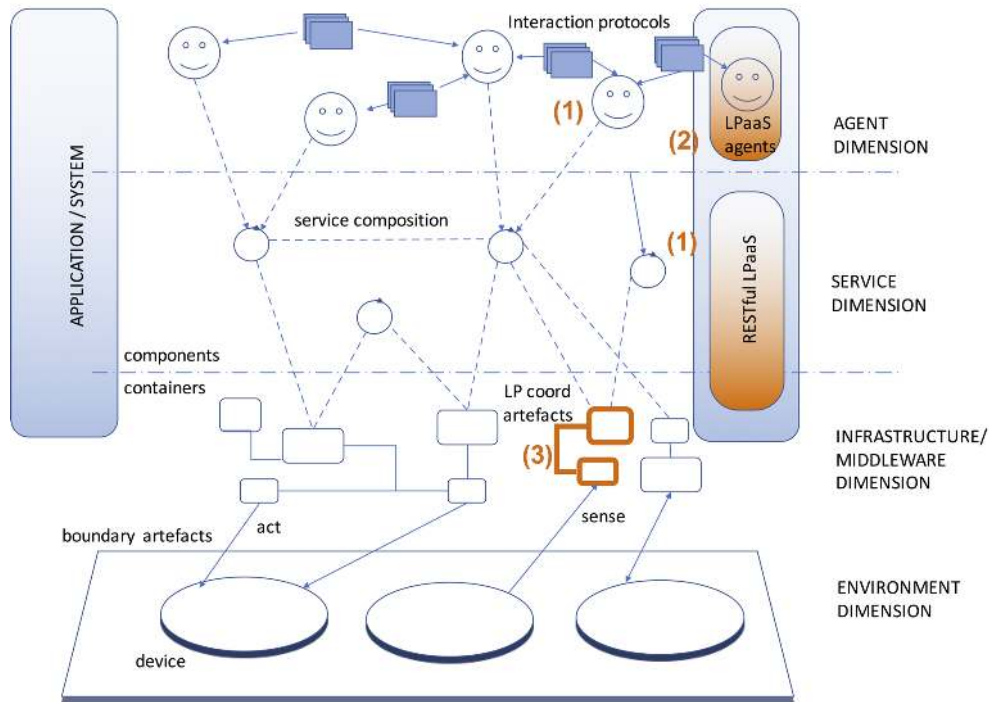 Interaction protocols
(1)
(2)
LPaaS
agents
AGENT
DIMENSION
APPLICATION / SYSTEM
service composition
(1)
RESTful LPaaS
SERVICE
DIMENSION
components
containers
LP coord
artefacts
(3)
INFRASTRUCTURE/
MIDDLEWARE
DIMENSION
act
sense
boundary artefacts
ENVIRONMENT
DIMENSION
device